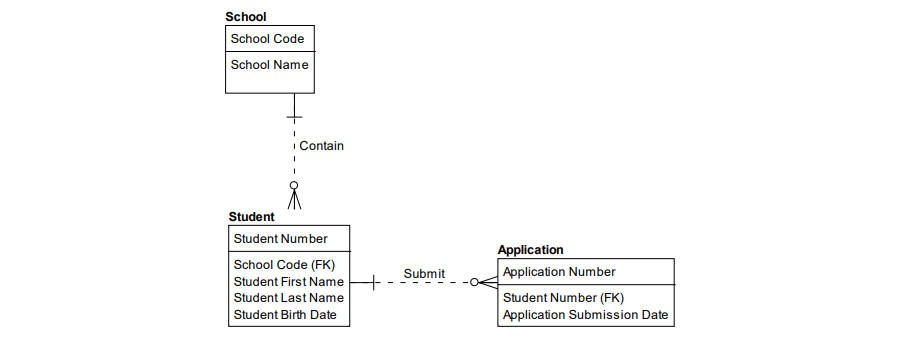 School
School Code
School Name
Contain
Student
Student Number
School Code (FK)
Student First Name
Student Last Name
Student Birth Date
Submit
Application
Application Number
Student Number (FK)
Application Submission Date